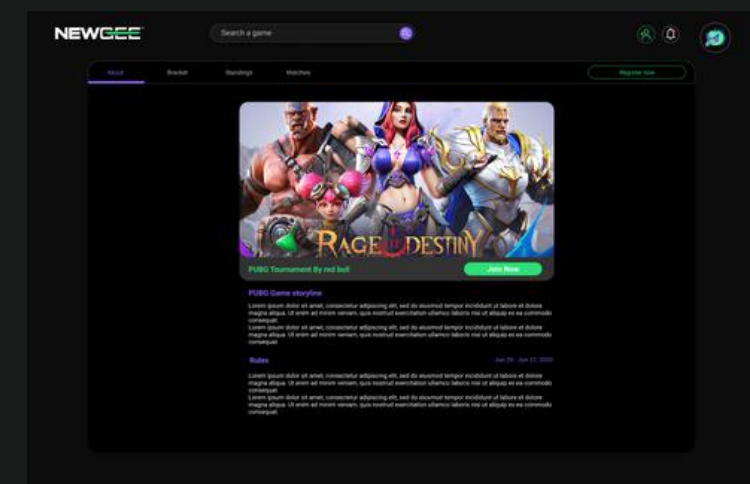 NEWGEE
Search a game
About Bracket Standings Matches Register now
RAGE OF DESTINY
PUBG Tournament By red bull
Join Now
PUBG Game storyline
Lorem ipsum dolor sit amet, consectetur adipiscing elit, sed do eiusmod tempor incididunt ut labore et dolore
magna aliqua. Ut enim ad minim veniam, quis nostrud exercitation ullamco laboris nisi ut aliquip ex ea commodo
consequat.
Lorem ipsum dolor sit amet, consectetur adipiscing elit, sed do eiusmod tempor incididunt ut labore et dolore
magna aliqua. Ut enim ad minim veniam, quis nostrud exercitation ullamco laboris nisi ut aliquip ex ea commodo
consequat.
Rules
Lorem ipsum dolor sit amet, consectetur adipiscing elit, sed do eiusmod tempor incididunt ut labore et dolore
magna aliqua. Ut enim ad minim veniam, quis nostrud exercitation ullamco laboris nisi ut aliquip ex ea commodo
consequat.
Lorem ipsum dolor sit amet, consectetur adipiscing elit, sed do eiusmod tempor incididunt ut labore et dolore
magna aliqua. Ut enim ad minim veniam, quis nostrud exercitation ullamco laboris nisi ut aliquip ex ea commodo
consequat.